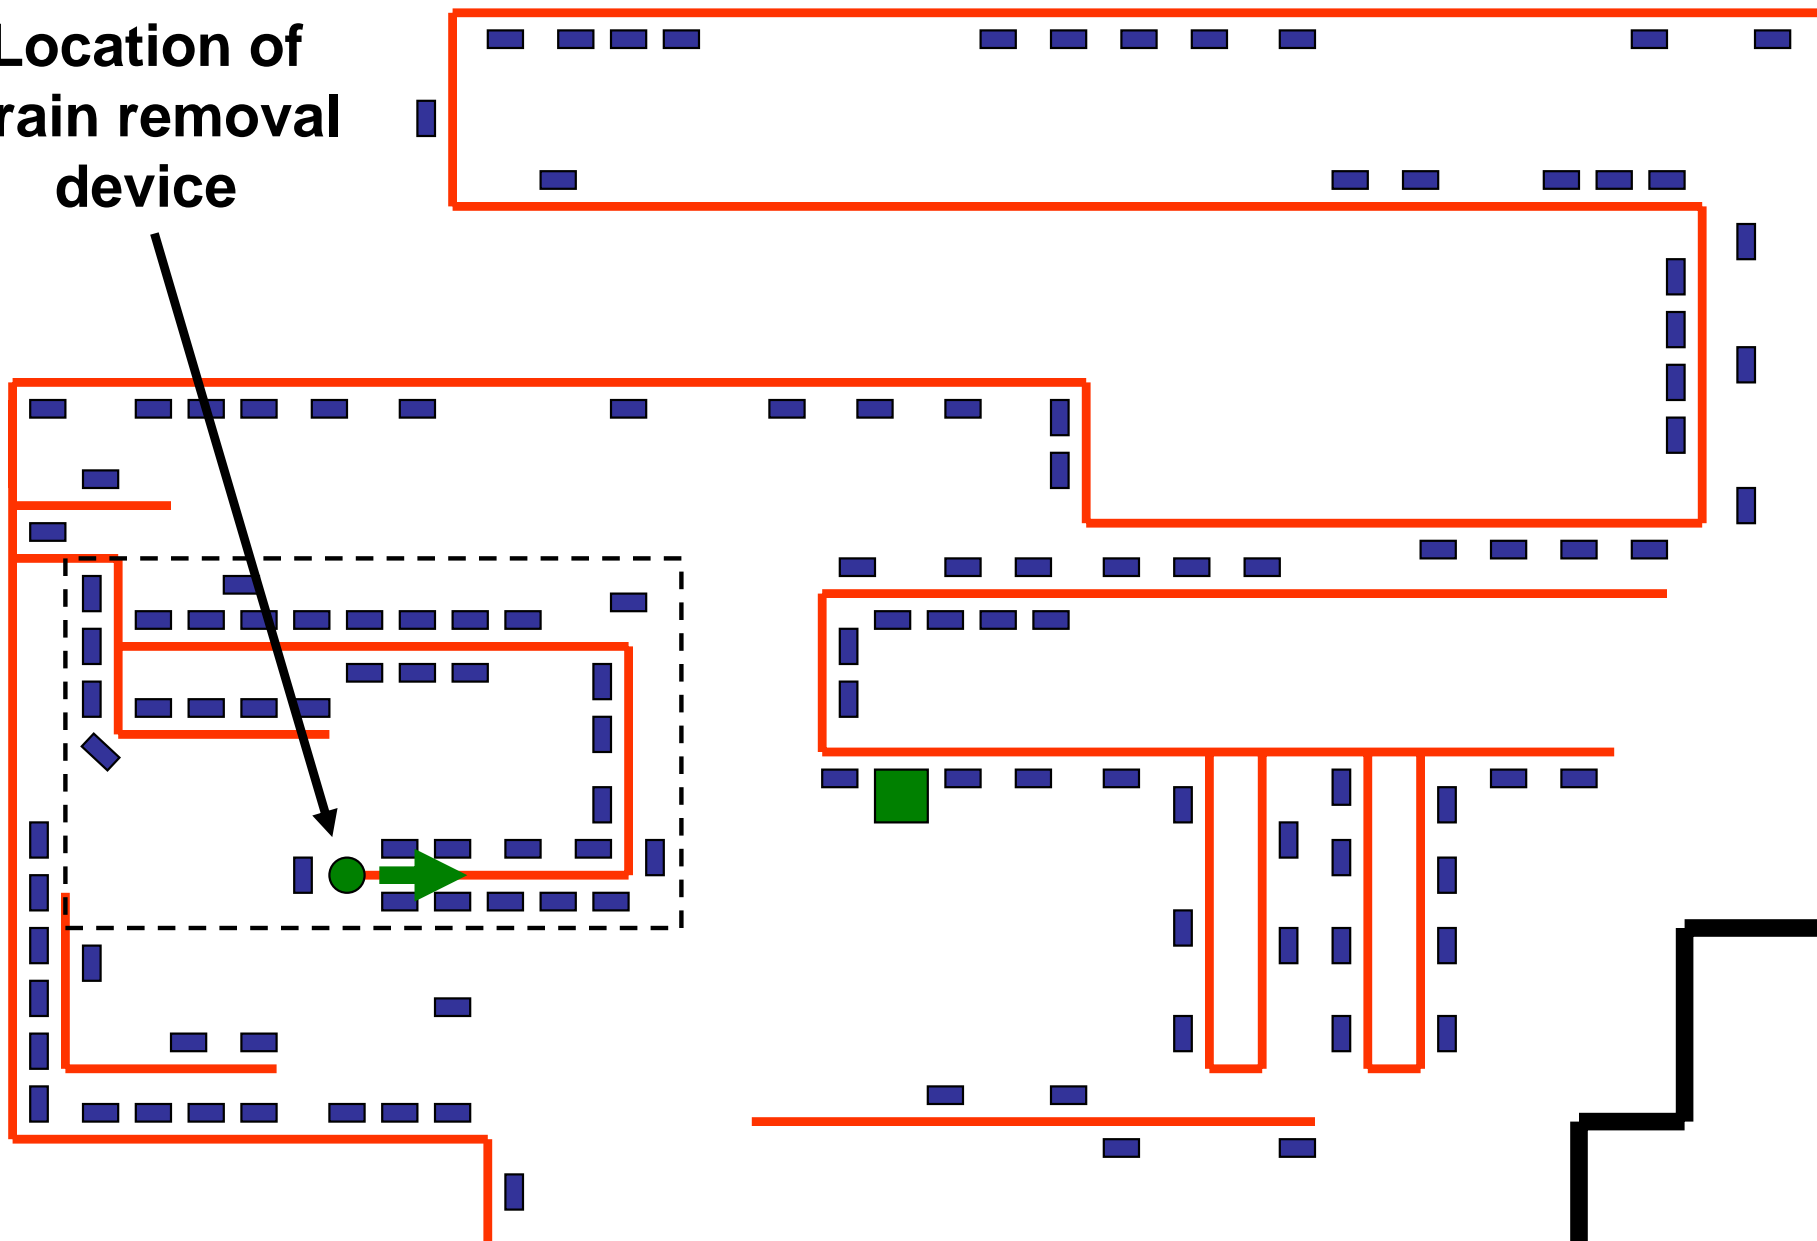 Location of
rain removal
device